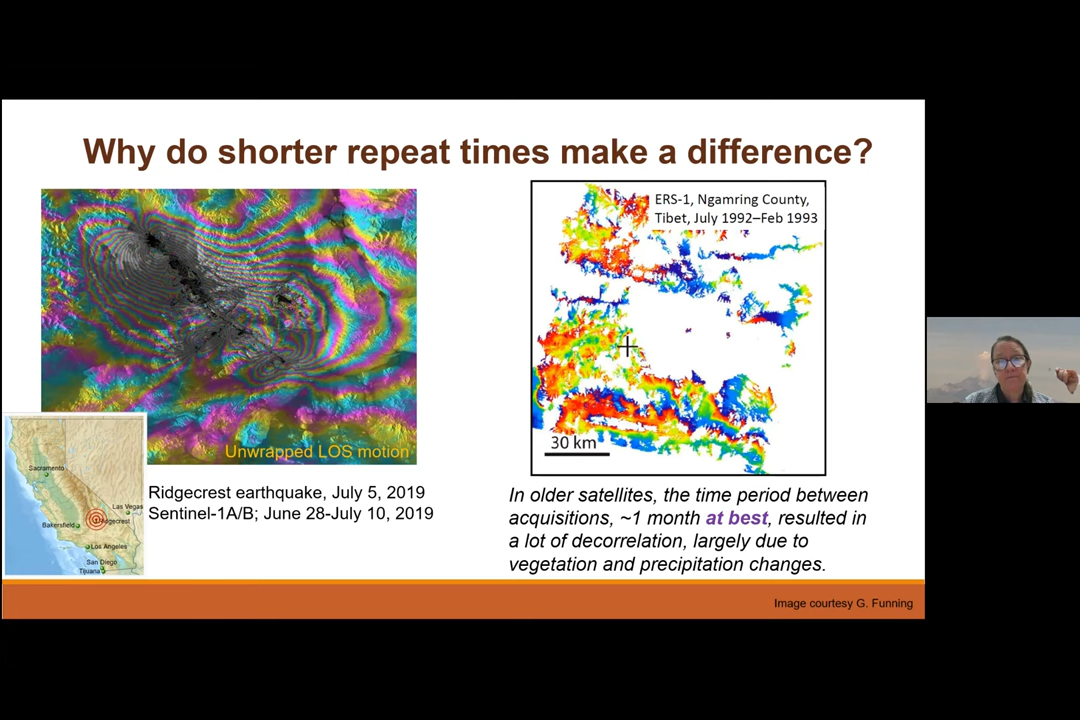 Why do shorter repeat times make a difference?
Unwrapped LOS motion
Sacramento
Las Vegas
Bakersfield
Ridgecrest
Los Angeles
San Diego
Tijuana
Ridgecrest earthquake, July 5, 2019
Sentinel-1A/B; June 28-July 10, 2019
ERS-1, Ngamring County,
Tibet, July 1992–Feb 1993
30 km
In older satellites, the time period between
acquisitions, ~1 month at best, resulted in
a lot of decorrelation, largely due to
vegetation and precipitation changes.
Image courtesy G. Funning